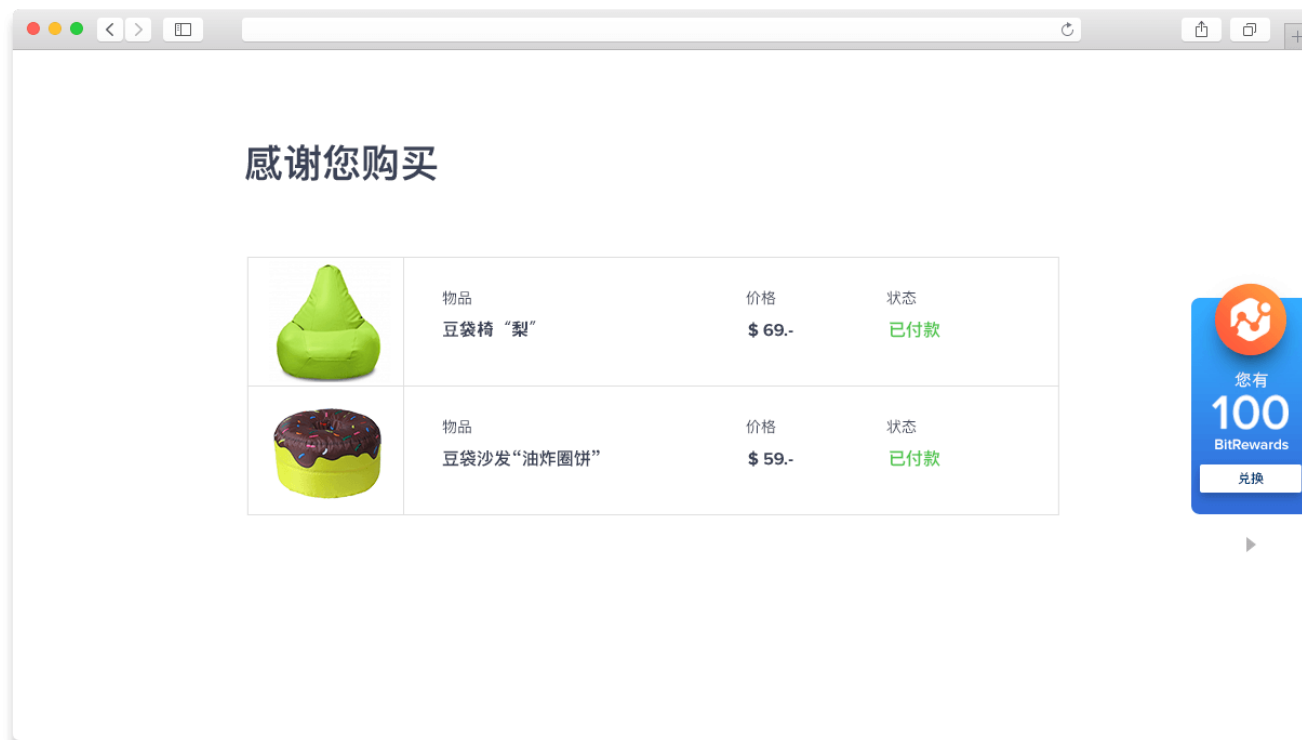 感谢您购买
物品 价格 状态
豆袋椅“梨” $ 69.- 已付款
物品 价格 状态
豆袋沙发“油炸圈饼” $ 59.- 已付款
您有
100
BitRewards
兑换